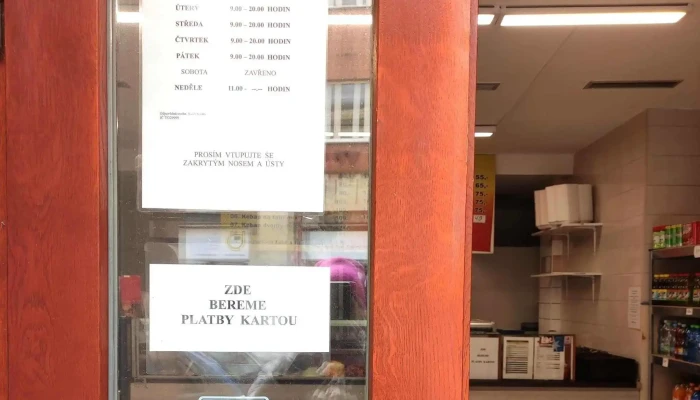 ÚTERÝ 9.00 – 20.00 HODIN
STŘEDA 9.00 – 20.00 HODIN
ČTVRTEK 9.00 – 20.00 HODIN
PÁTEK 9.00 – 20.00 HODIN
SOBOTA ZAVŘENO
NEDĚLE 11.00 – --.-- HODIN
PROSÍM VTUPUJTE SE
ZAKRYTÝM NOSEM A ÚSTY
ZDE
BEREME
PLATBY KARTOU